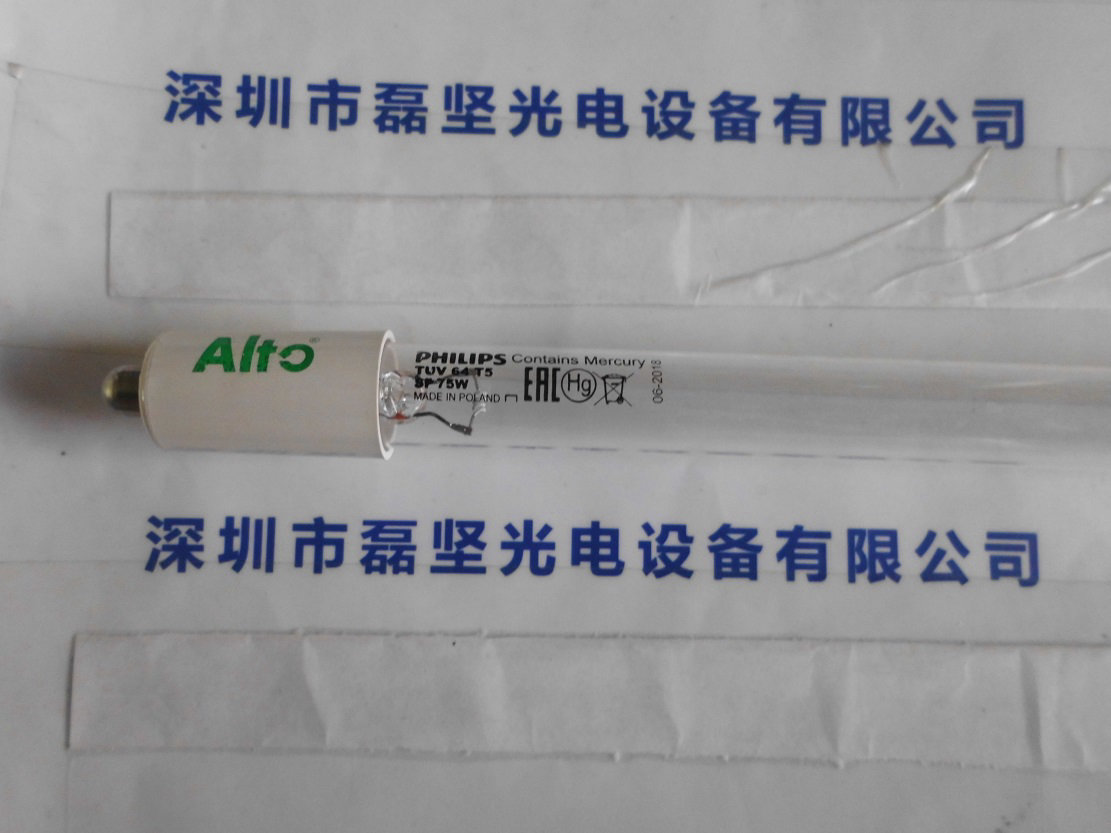 深圳市磊坚光电设备有限公司
Alto®
PHILIPS Contains Mercury
TUV 64 T5
SP 75W
MADE IN POLAND
EAC Hg
06-2018
深圳市磊坚光电设备有限公司